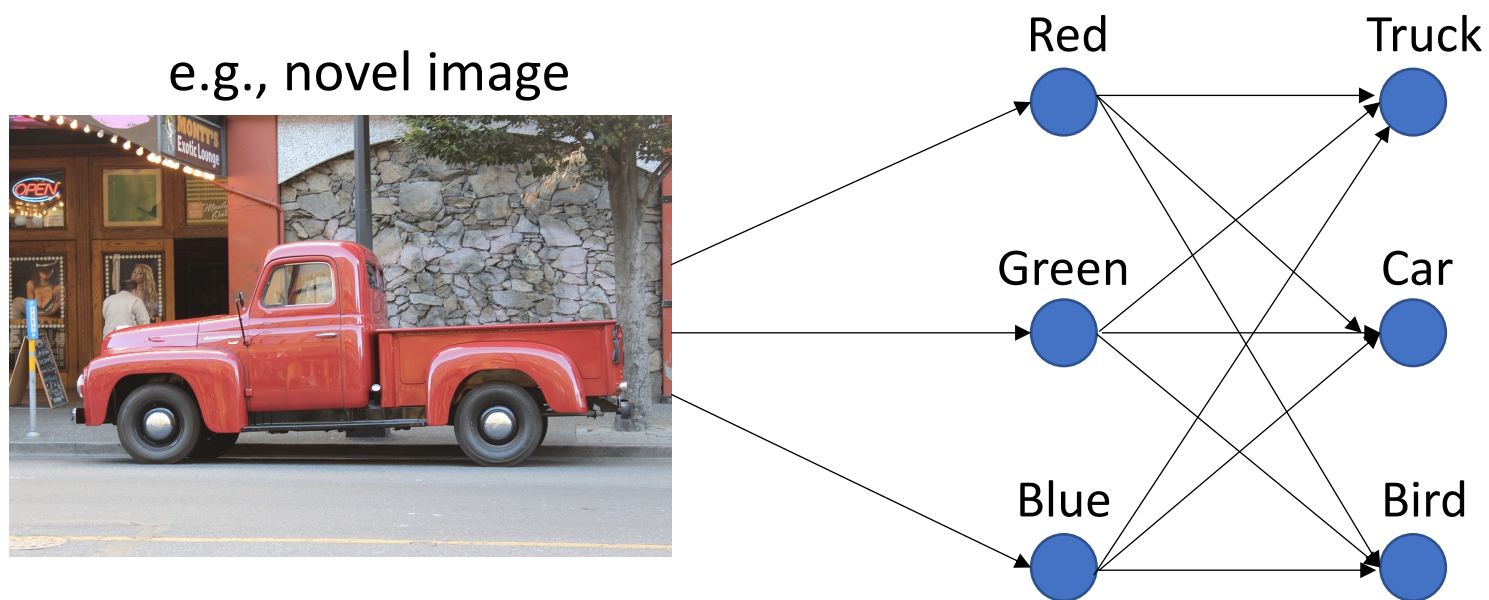 e.g., novel image
Red
Truck
Green
Car
Blue
Bird
MONTY'S
Exotic Lounge
OPEN